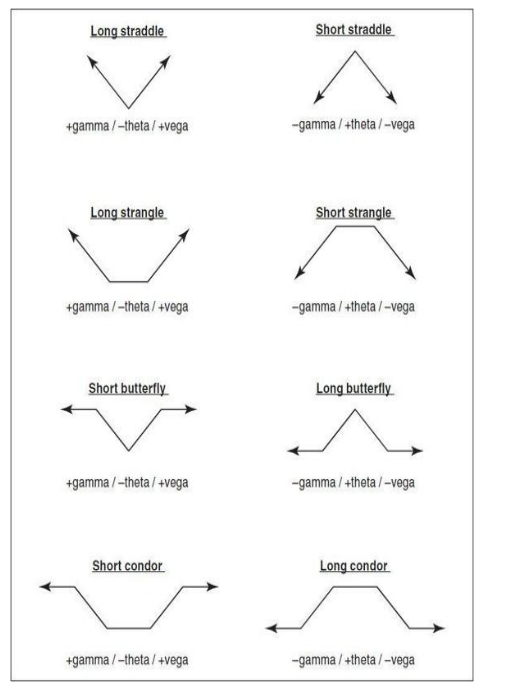 Long straddle
Short straddle
+gamma / –theta / +vega
–gamma / +theta / –vega
Long strangle
Short strangle
+gamma / –theta / +vega
–gamma / +theta / –vega
Short butterfly
Long butterfly
+gamma / –theta / +vega
–gamma / +theta / –vega
Short condor
Long condor
+gamma / –theta / +vega
–gamma / +theta / –vega